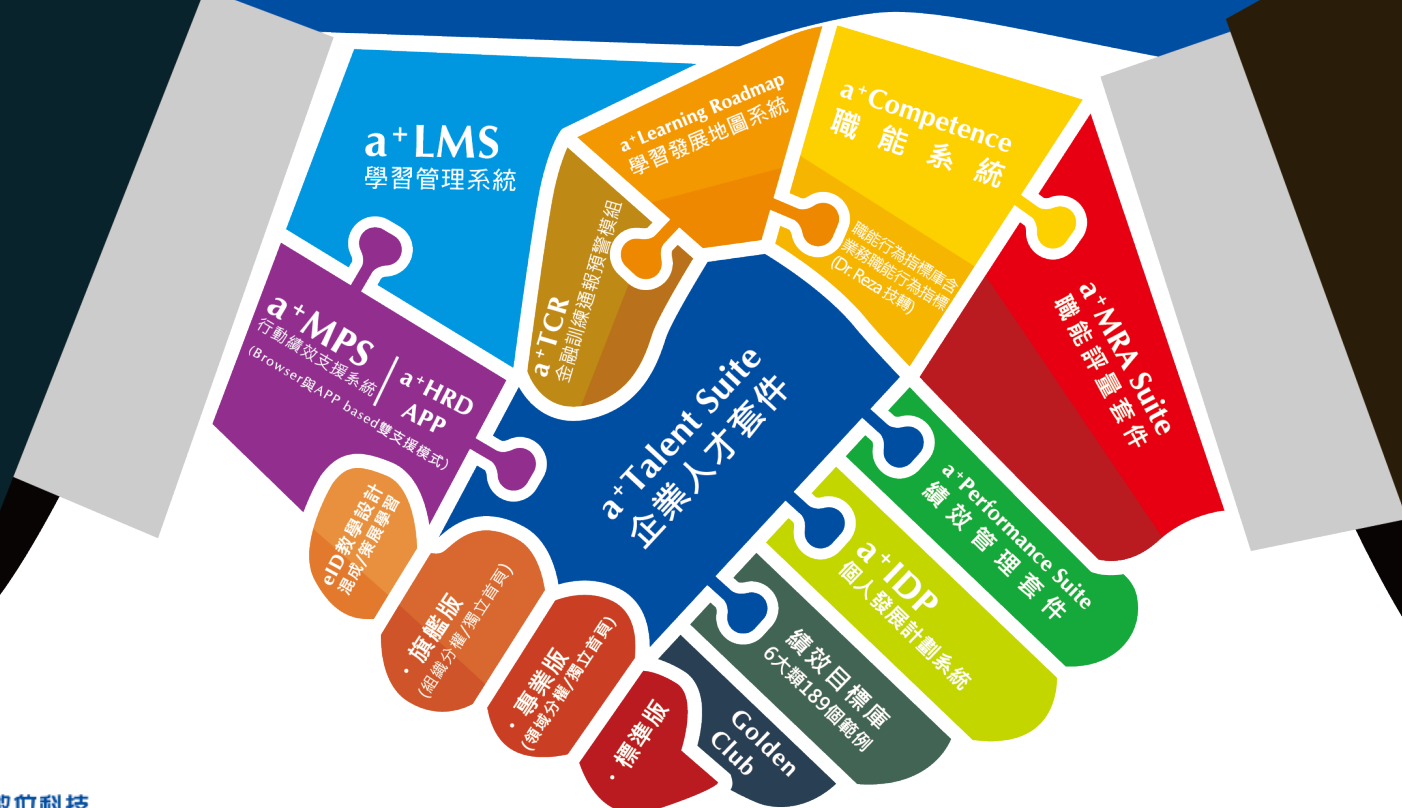 a⁺LMS
學習管理系統
a⁺Learning Roadmap
學習發展地圖系統
a⁺Competence
職能系統
職能行為指標庫含
業務職能行為指標
(Dr. Reza 技轉)
a⁺MRA Suite
職能評量套件
a⁺TCR
金融訓練通報預警模組
a⁺MPS
行動績效支援系統
(Browser與APP based雙支援模式)
a⁺HRD
APP
a⁺Talent Suite
企業人才套件
a⁺Performance Suite
績效管理套件
a⁺IDP
個人發展計劃系統
績效目標庫
6大類189個範例
Golden
Club
eID教學設計
混成/策展學習
·旗艦版
(組織分權/獨立首頁)
·專業版
(領域分權/獨立首頁)
·標準版
數位科技